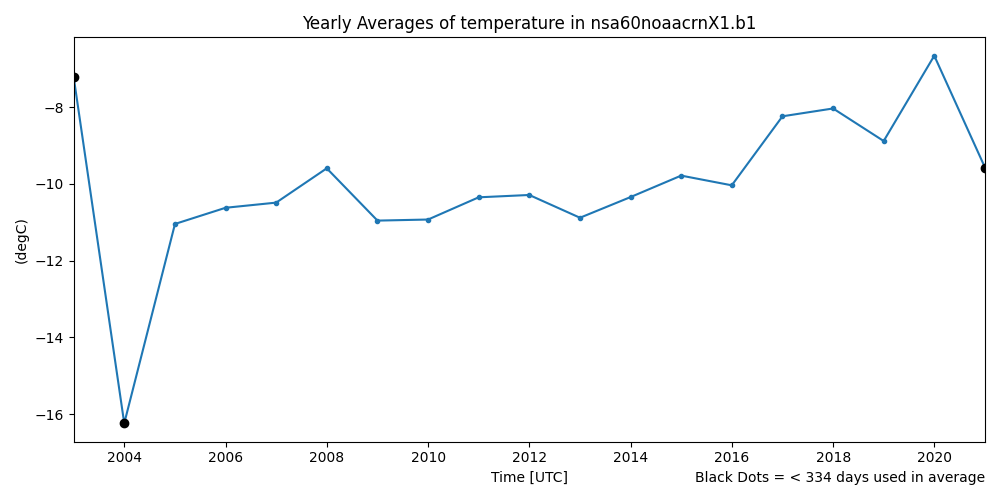 Yearly Averages of temperature in nsa60noaacrnX1.b1
(degC)
−8
−10
−12
−14
−16
2004 2006 2008 2010 2012 2014 2016 2018 2020
Time [UTC]
Black Dots = < 334 days used in average